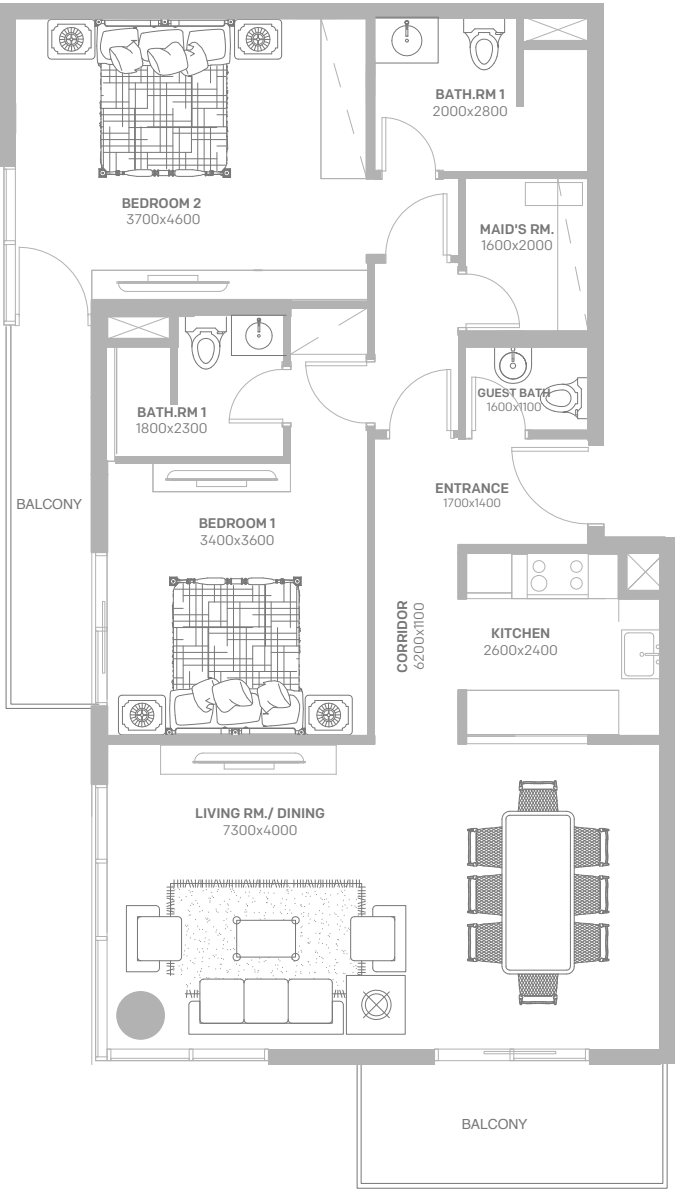 BATH.RM 1
2000x2800
BEDROOM 2
3700x4600
MAID'S RM.
1600x2000
GUEST BATH
1600x1100
BATH.RM 1
1800x2300
ENTRANCE
1700x1400
BALCONY
BEDROOM 1
3400x3600
CORRIDOR
6200x1100
KITCHEN
2600x2400
LIVING RM./ DINING
7300x4000
BALCONY